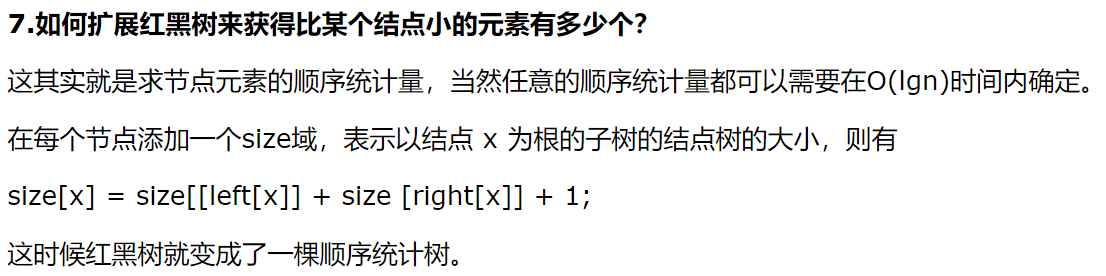 7.如何扩展红黑树来获得比某个结点小的元素有多少个？
这其实就是求节点元素的顺序统计量，当然任意的顺序统计量都可以需要在O(lgn)时间内确定。
在每个节点添加一个size域，表示以结点 x 为根的子树的结点树的大小，则有
size[x] = size[[left[x]] + size [right[x]] + 1;
这时候红黑树就变成了一棵顺序统计树。